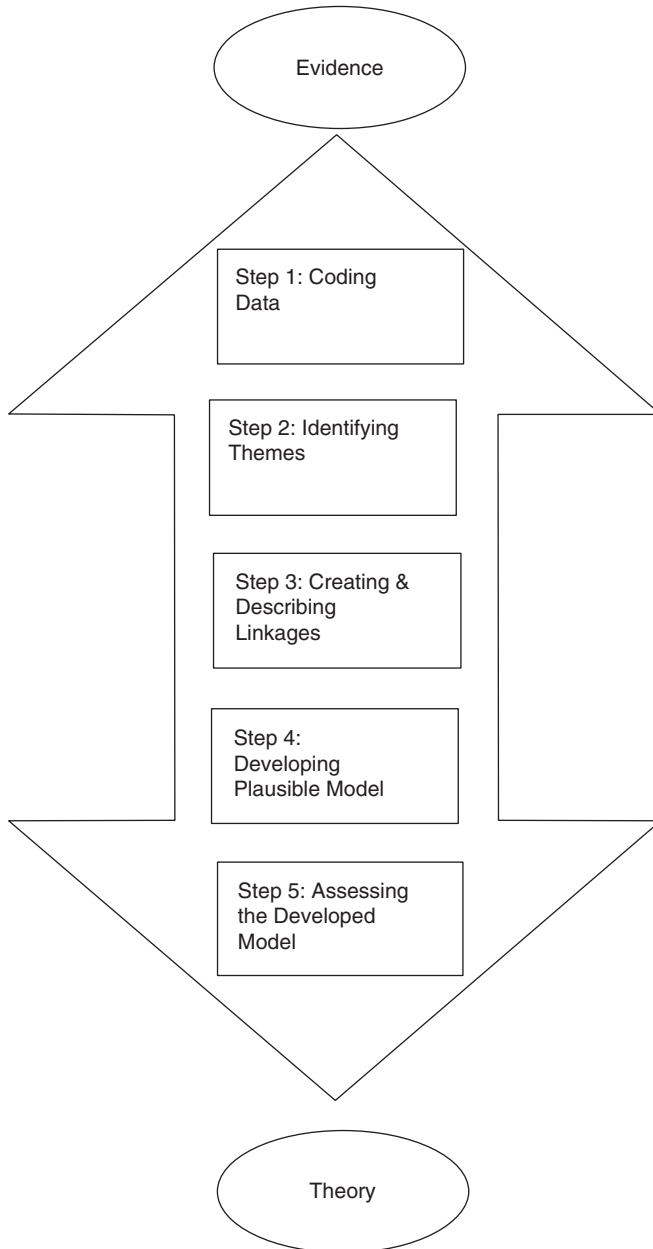 Evidence
Step 1: Coding
Data
Step 2: Identifying
Themes
Step 3: Creating &
Describing
Linkages
Step 4:
Developing
Plausible Model
Step 5: Assessing
the Developed
Model
Theory